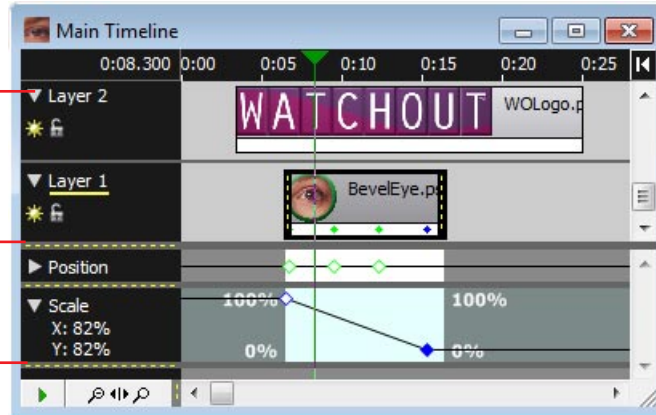 Main Timeline
0:08.300 0:00 0:05 0:10 0:15 0:20 0:25
Layer 2
WATCHOUT WOLogo.p
Layer 1
BevelEye.ps
Position
Scale 100% 100%
X: 82%
Y: 82% 0% 0%